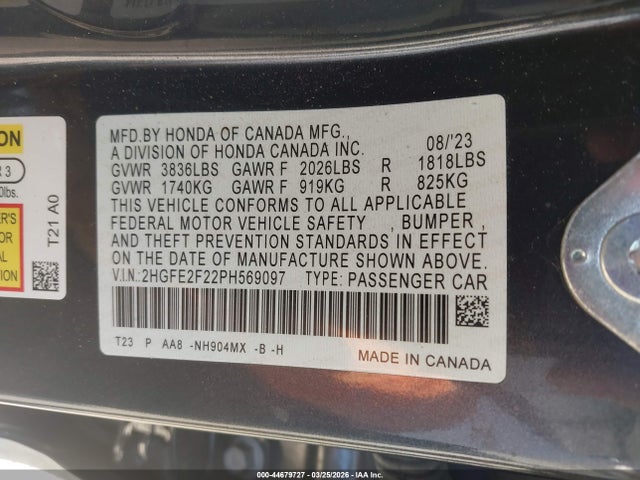 MFD.BY HONDA OF CANADA MFG.,
A DIVISION OF HONDA CANADA INC. 08/'23
GVWR 3836LBS GAWR F 2026LBS R 1818LBS
GVWR 1740KG GAWR F 919KG R 825KG
THIS VEHICLE CONFORMS TO ALL APPLICABLE
FEDERAL MOTOR VEHICLE SAFETY , BUMPER ,
AND THEFT PREVENTION STANDARDS IN EFFECT
ON THE DATE OF MANUFACTURE SHOWN ABOVE.
V.I.N:2HGFE2F22PH569097 TYPE: PASSENGER CAR
T23 P AA8 -NH904MX -B -H
MADE IN CANADA
T21 A0
000-44679727 - 03/25/2026 - IAA Inc.